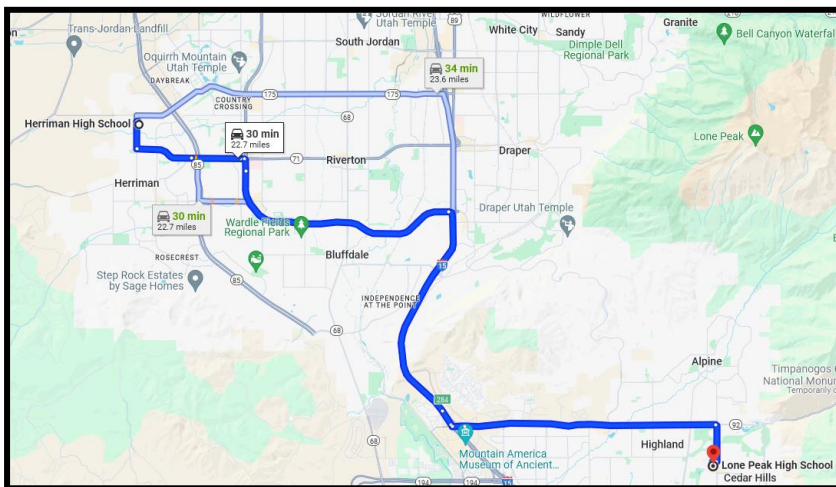 Trans-Jordan Landfill
Jordan River
Utah Temple
WILDFLOWER
89
White City
Sandy
Granite
210
Bell Canyon Waterfal
South Jordan
Dimple Dell
Regional Park
Oquirrh Mountain
Utah Temple
DAYBREAK
34 min
23.6 miles
175
175
COUNTRY
CROSSING
68
Herriman High School
30 min
22.7 miles
Lone Peak
71
Riverton
Draper
85
Herriman
30 min
22.7 miles
Wardle Fields
Regional Park
Draper Utah Temple
Bluffdale
ROSECREST
15
Step Rock Estates
by Sage Homes
85
INDEPENDENCE
AT THE POINT
68
Alpine
Timpanogos C
National Monu
Temporarily c
284
92
68
Mountain America
Museum of Ancient...
Highland
Lone Peak High School
Cedar Hills
194
194
15